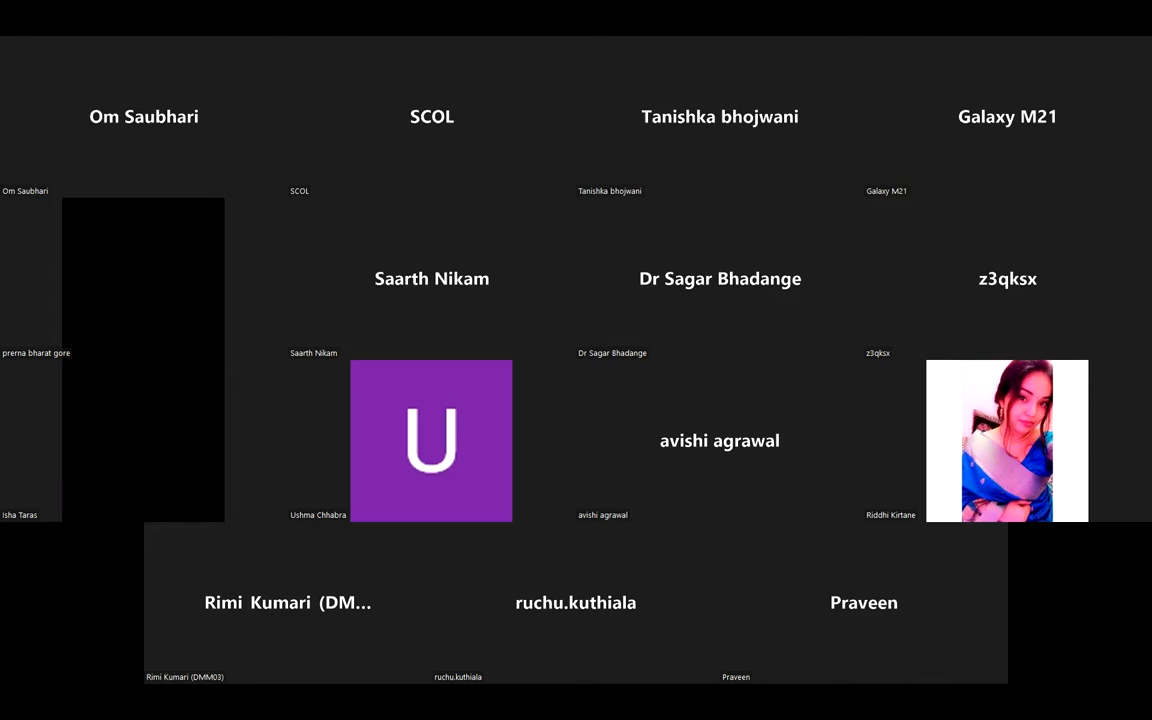 Om Saubhari
SCOL
Tanishka bhojwani
Galaxy M21
Om Saubhari
SCOL
Tanishka bhojwani
Galaxy M21
Saarth Nikam
Dr Sagar Bhadange
z3qksx
prerna bharat gore
Saarth Nikam
Dr Sagar Bhadange
z3qksx
U
avishi agrawal
Isha Taras
Ushma Chhabra
avishi agrawal
Riddhi Kirtane
Rimi Kumari (DM...
ruchu.kuthiala
Praveen
Rimi Kumari (DMM03)
ruchu.kuthiala
Praveen